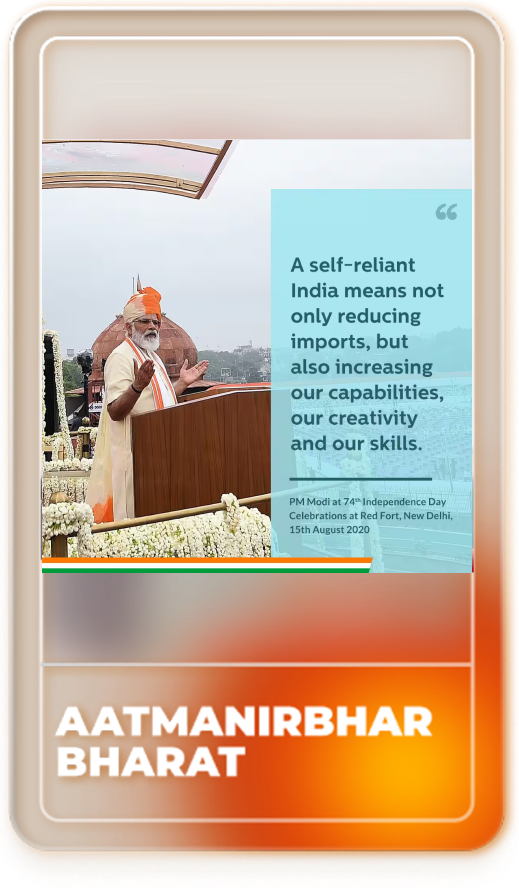 “
A self-reliant
India means not
only reducing
imports, but
also increasing
our capabilities,
our creativity
and our skills.
PM Modi at 74th Independence Day
Celebrations at Red Fort, New Delhi,
15th August 2020
AATMANIRBHAR
BHARAT